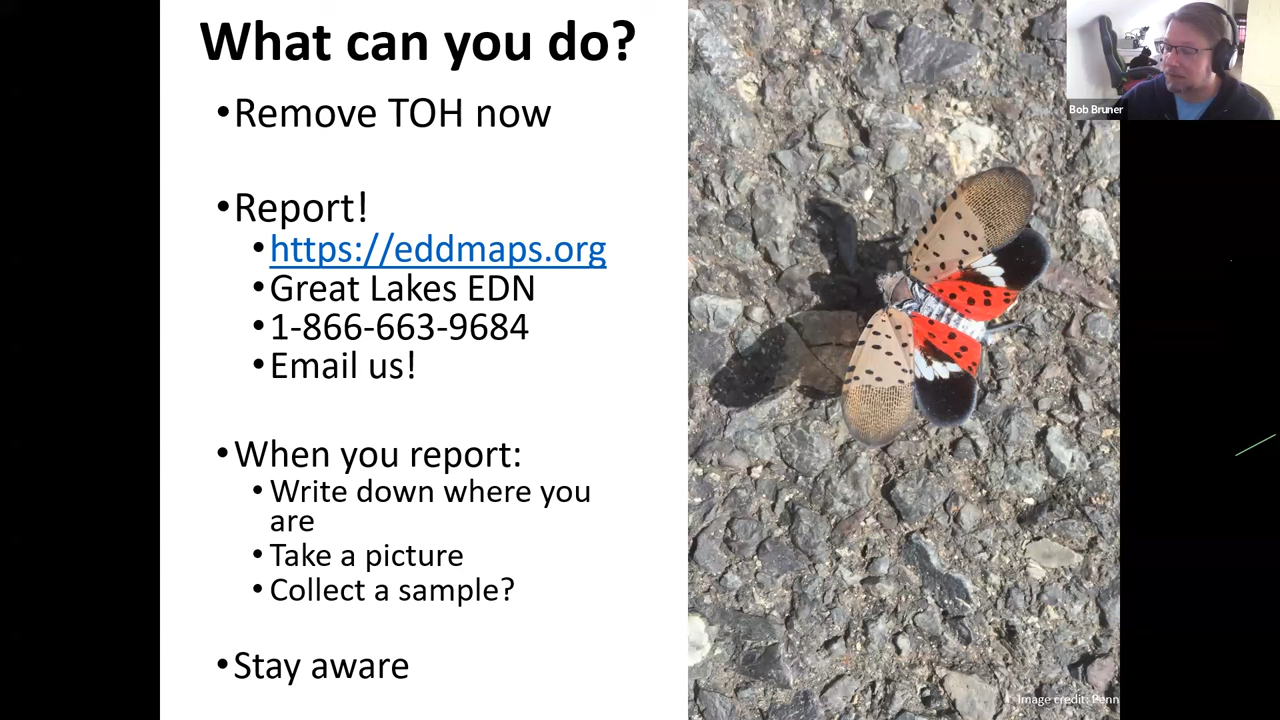 What can you do?
•Remove TOH now
•Report!
•https://eddmaps.org
•Great Lakes EDN
•1-866-663-9684
•Email us!
•When you report:
•Write down where you
are
•Take a picture
•Collect a sample?
•Stay aware
Bob Bruner
Image credit: Penn